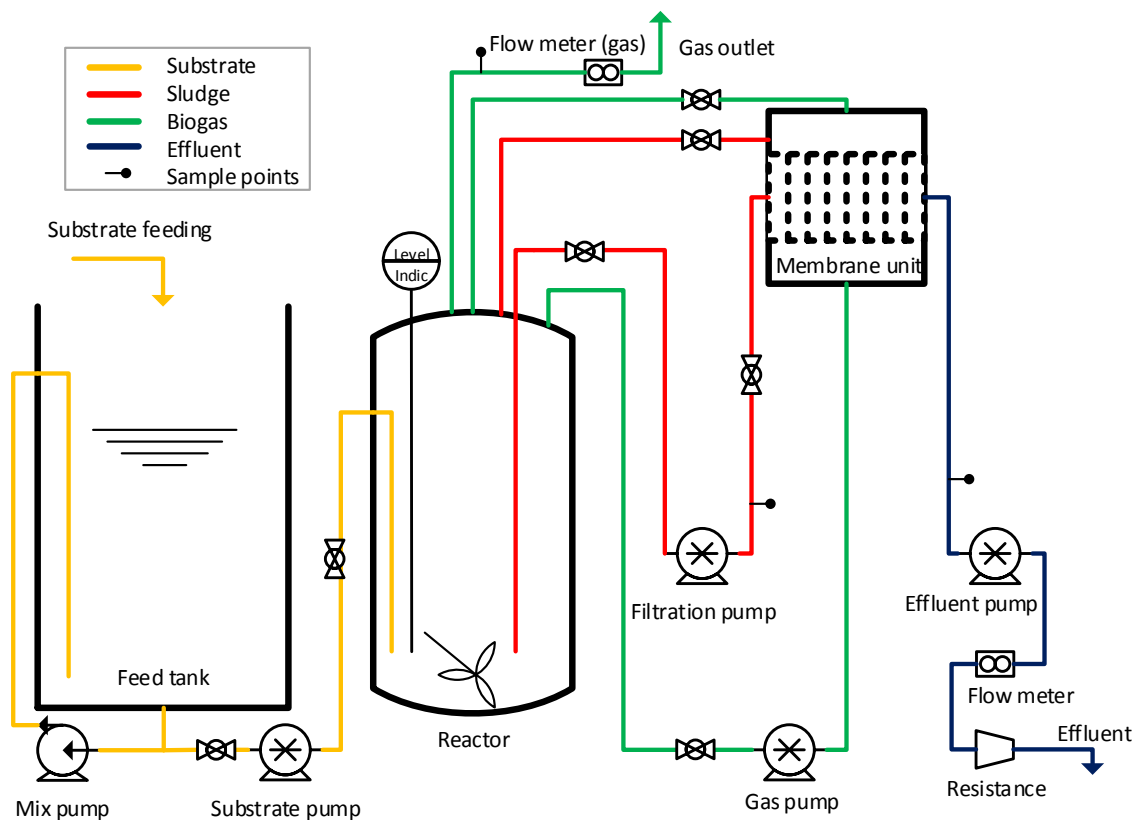 Flow meter (gas)
Gas outlet
Substrate
Sludge
Biogas
Effluent
Sample points
Substrate feeding
Level
Indic
Membrane unit
Filtration pump
Effluent pump
Feed tank
Flow meter
Reactor
Effluent
Resistance
Mix pump
Substrate pump
Gas pump